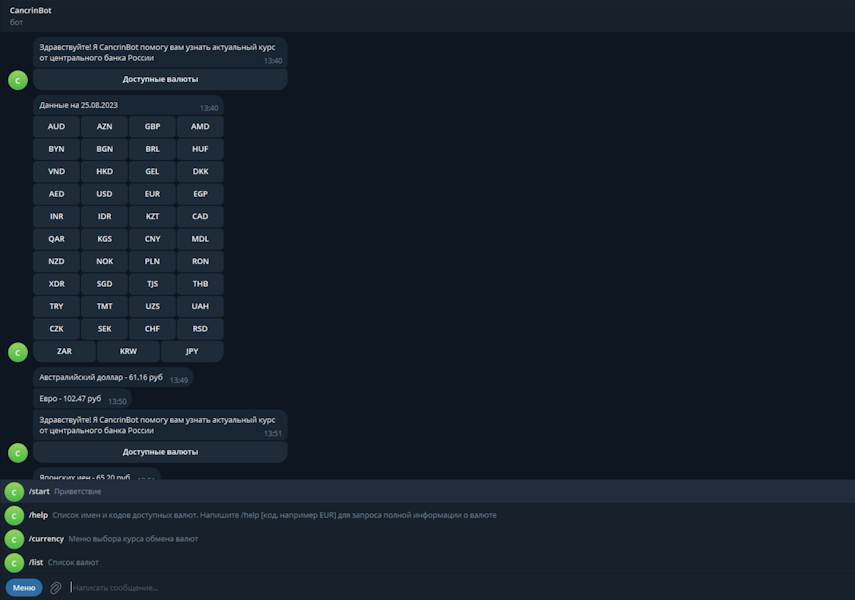 CancrinBot
бот
Здравствуйте! Я CancrinBot помогу вам узнать актуальный курс
от центрального банка России
13:40
Доступные валюты
С
Данные на 25.08.2023
13:40
AUD AZN GBP AMD
BYN BGN BRL HUF
VND HKD GEL DKK
AED USD EUR EGP
INR IDR KZT CAD
QAR KGS CNY MDL
NZD NOK PLN RON
XDR SGD TJS THB
TRY TMT UZS UAH
CZK SEK CHF RSD
ZAR KRW JPY
С
Австралийский доллар - 61.16 руб 13:49
Евро - 102.47 руб 13:50
Здравствуйте! Я CancrinBot помогу вам узнать актуальный курс
от центрального банка России
13:51
Доступные валюты
С
Японских иен - 65.20 руб
С /start Приветствие
С /help Список имен и кодов доступных валют. Напишите /help [код, например EUR] для запроса полной информации о валюте
С /currency Меню выбора курса обмена валют
С /list Список валют
Меню Написать сообщение...